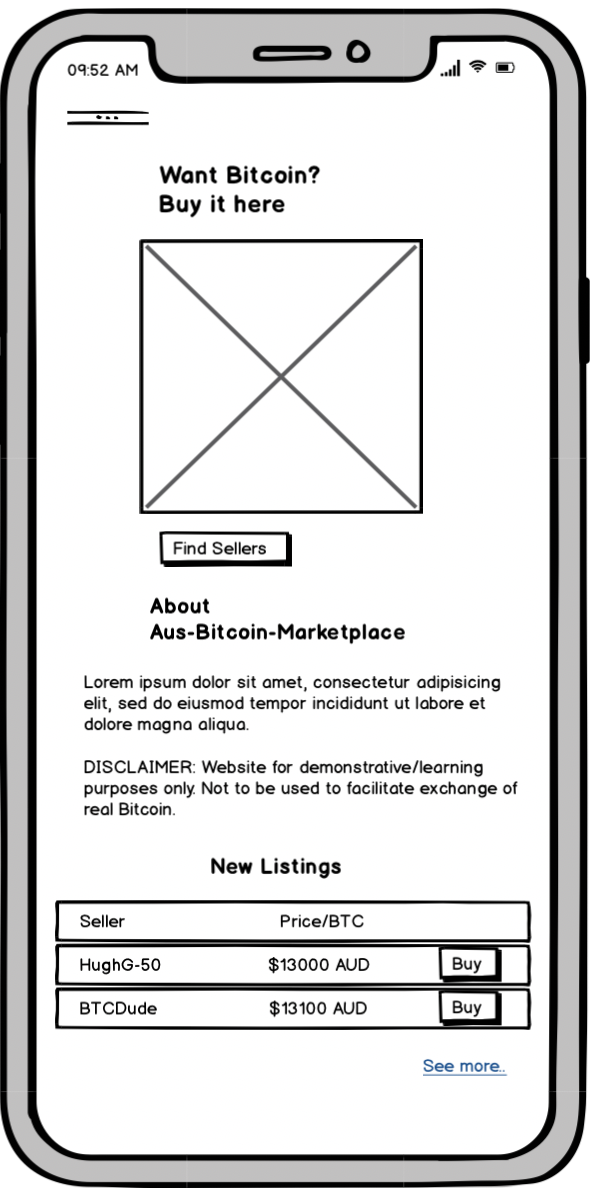 09:52 AM
Want Bitcoin?
Buy it here
Find Sellers
About
Aus-Bitcoin-Marketplace
Lorem ipsum dolor sit amet, consectetur adipisicing
elit, sed do eiusmod tempor incididunt ut labore et
dolore magna aliqua.
DISCLAIMER: Website for demonstrative/learning
purposes only. Not to be used to facilitate exchange of
real Bitcoin.
New Listings
Seller Price/BTC
HughG-50 $13000 AUD Buy
BTCDude $13100 AUD Buy
See more..